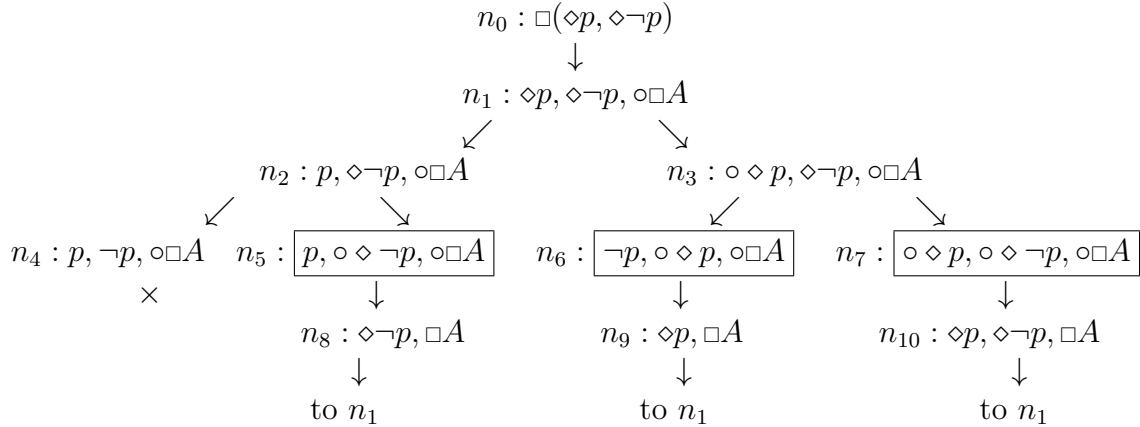 n₀ : □(⋄p, ⋄¬p)
n₁ : ⋄p, ⋄¬p, ○□A
n₂ : p, ⋄¬p, ○□A
n₃ : ○ ⋄ p, ⋄¬p, ○□A
n₄ : p, ¬p, ○□A
n₅ : p, ○ ⋄ ¬p, ○□A
n₆ : ¬p, ○ ⋄ p, ○□A
n₇ : ○ ⋄ p, ○ ⋄ ¬p, ○□A
×
n₈ : ⋄¬p, □A
n₉ : ⋄p, □A
n₁₀ : ⋄p, ⋄¬p, □A
to n₁
to n₁
to n₁